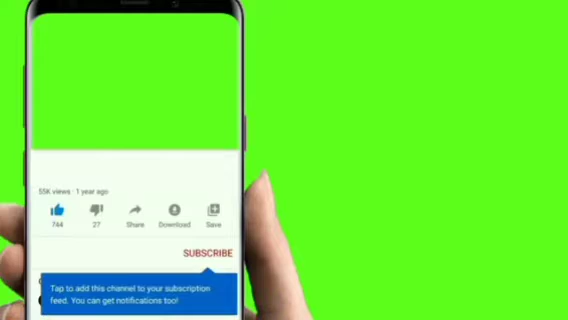 55K views · 1 year ago
744
27
Share
Download
Save
SUBSCRIBE
Tap to add this channel to your subscription
feed. You can get notifications too!